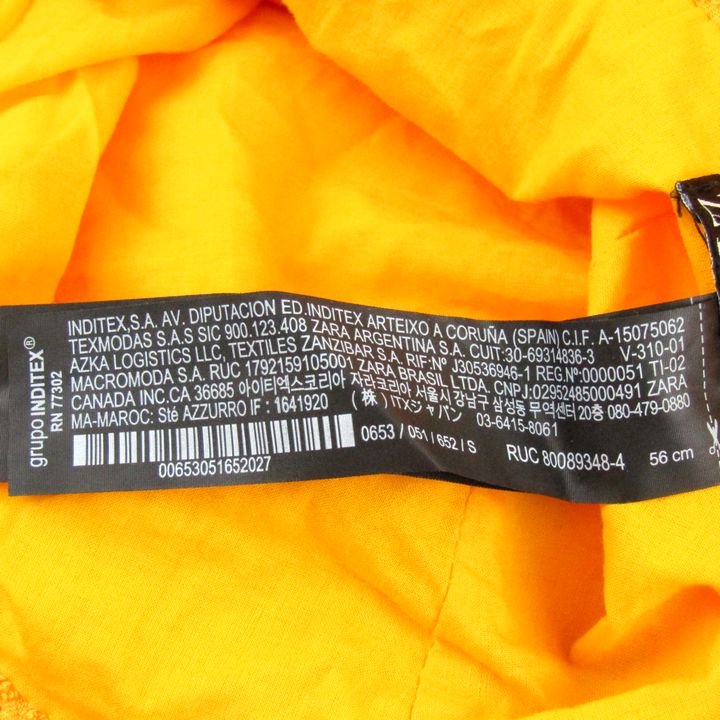 grupo INDITEX®
RN 77302
INDITEX,S.A. AV. DIPUTACION ED.INDITEX ARTEIXO A CORUÑA (SPAIN) C.I.F. A-15075062
TEXMODAS S.A.S SIC 900.123.408 ZARA ARGENTINA S.A. CUIT:30-69314836-3 V-310-01
AZKA LOGISTICS LLC, TEXTILES ZANZIBAR S.A. RIF:Nº J30536946-1 REG.Nº:0000051 TI-02
MACROMODA S.A. RUC 1792159105001 ZARA BRASIL LTDA. CNPJ:02952485000491 ZARA
CANADA INC.CA 36685 아이티엑스코리아 자라코리아, 서울시 강남구 삼성동 무역센터 20층 080-479-0880
MA-MAROC: Sté AZZURRO IF : 1641920 (株) ITXジャパン 03-6415-8061
0653 / 051 / 652 / S RUC 80089348-4 56 cm
00653051652027